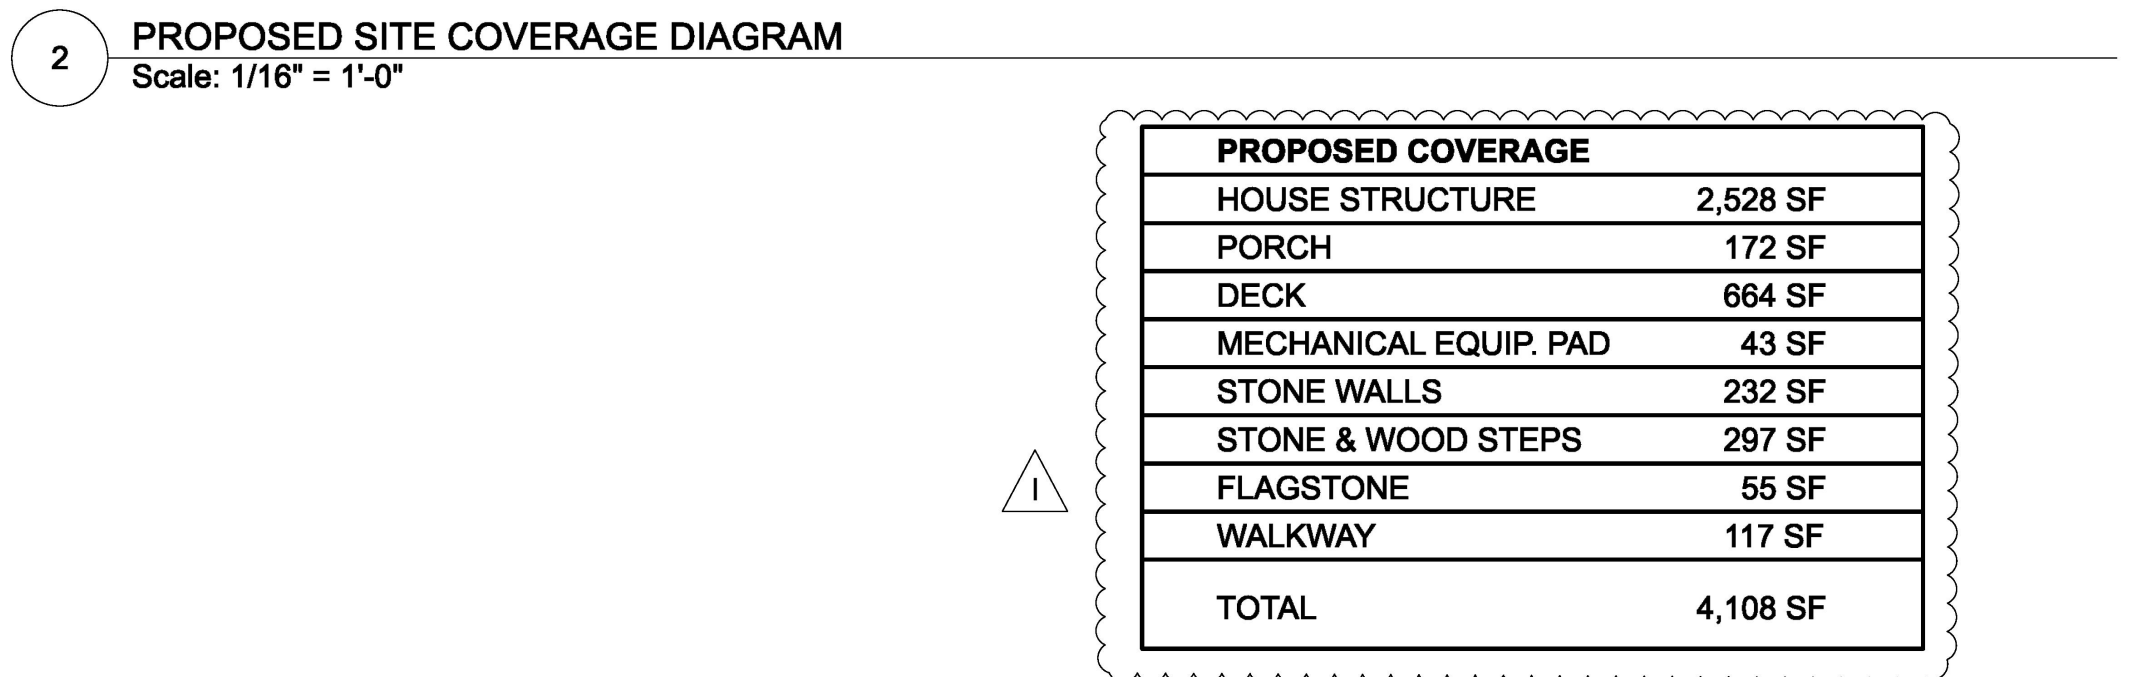 2
PROPOSED SITE COVERAGE DIAGRAM
Scale: 1/16" = 1'-0"
PROPOSED COVERAGE
HOUSE STRUCTURE 2,528 SF
PORCH 172 SF
DECK 664 SF
MECHANICAL EQUIP. PAD 43 SF
STONE WALLS 232 SF
STONE & WOOD STEPS 297 SF
FLAGSTONE 55 SF
WALKWAY 117 SF
TOTAL 4,108 SF
I